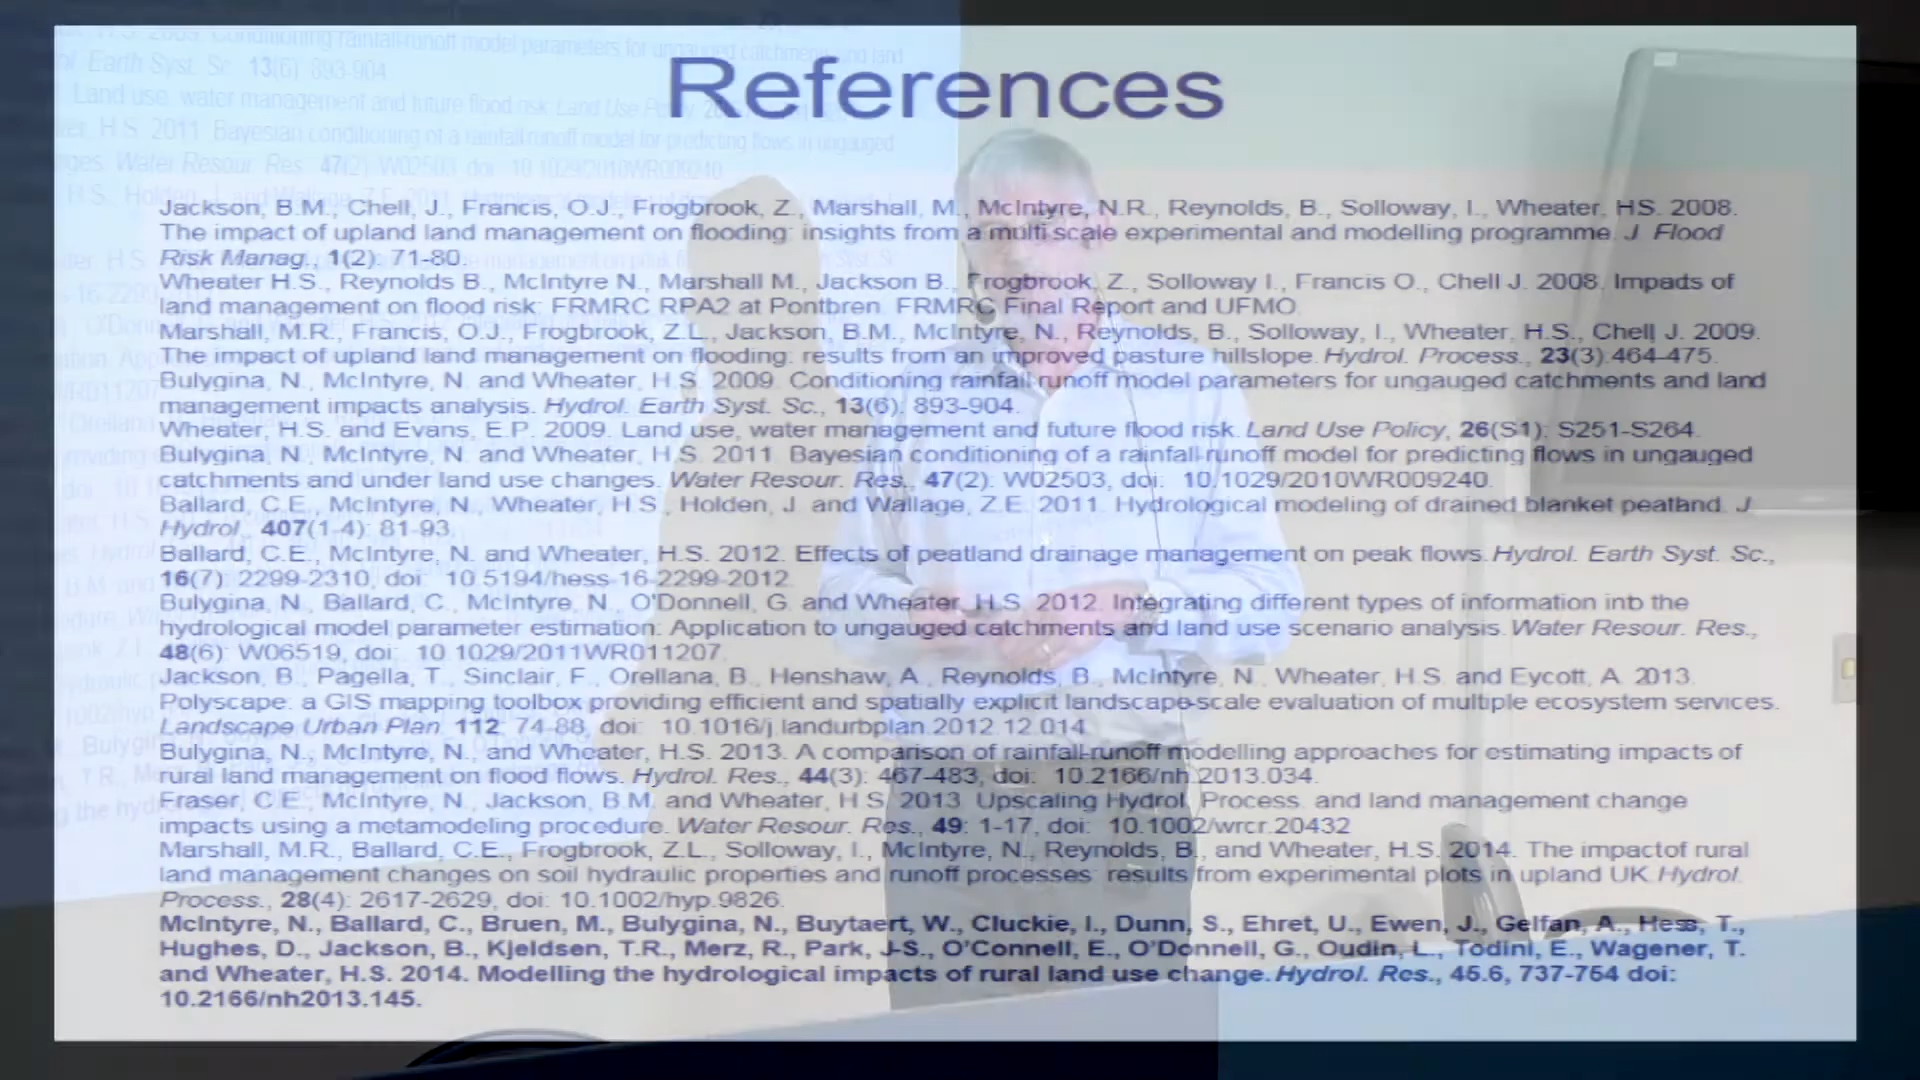 References
Jackson, B.M., Chell, J., Francis, O.J., Frogbrook, Z., Marshall, M., McIntyre, N.R., Reynolds, B., Solloway, I., Wheater, HS. 2008.
The impact of upland land management on flooding: insights from a multi scale experimental and modelling programme. J. Flood
Risk Manag., 1(2): 71-80.
Wheater H.S., Reynolds B., McIntyre N., Marshall M., Jackson B., Frogbrook, Z., Solloway I., Francis O., Chell J. 2008. Impacts of
land management on flood risk: FRMRC RPA2 at Pontbren. FRMRC Final Report and UFMO.
Marshall, M.R., Francis, O.J., Frogbrook, Z.L., Jackson, B.M., McIntyre, N., Reynolds, B., Solloway, I., Wheater, H.S., Chell J. 2009.
The impact of upland land management on flooding: results from an improved pasture hillslope. Hydrol. Process., 23(3):464-475.
Bulygina, N., McIntyre, N. and Wheater, H.S. 2009. Conditioning rainfall-runoff model parameters for ungauged catchments and land
management impacts analysis. Hydrol. Earth Syst. Sc., 13(6): 893-904.
Wheater, H.S. and Evans, E.P. 2009. Land use, water management and future flood risk. Land Use Policy, 26(S1): S251-S264.
Bulygina, N., McIntyre, N. and Wheater, H.S. 2011. Bayesian conditioning of a rainfall-runoff model for predicting flows in ungauged
catchments and under land use changes. Water Resour. Res., 47(2): W02503, doi: 10.1029/2010WR009240.
Ballard, C.E., McIntyre, N., Wheater, H.S., Holden, J. and Wallage, Z.E. 2011. Hydrological modeling of drained blanket peatland. J.
Hydrol., 407(1-4): 81-93.
Ballard, C.E., McIntyre, N. and Wheater, H.S. 2012. Effects of peatland drainage management on peak flows. Hydrol. Earth Syst. Sc.,
16(7): 2299-2310, doi: 10.5194/hess-16-2299-2012.
Bulygina, N., Ballard, C., McIntyre, N., O'Donnell, G. and Wheater, H.S. 2012. Integrating different types of information into the
hydrological model parameter estimation: Application to ungauged catchments and land use scenario analysis. Water Resour. Res.,
48(6): W06519, doi: 10.1029/2011WR011207.
Jackson, B., Pagella, T., Sinclair, F., Orellana, B., Henshaw, A., Reynolds, B., McIntyre, N., Wheater, H.S. and Eycott, A. 2013.
Polyscape: a GIS mapping toolbox providing efficient and spatially explicit landscape-scale evaluation of multiple ecosystem services.
Landscape Urban Plan. 112, 74-88, doi: 10.1016/j.landurbplan.2012.12.014.
Bulygina, N., McIntyre, N., and Wheater, H.S. 2013. A comparison of rainfall-runoff modelling approaches for estimating impacts of
rural land management on flood flows. Hydrol. Res., 44(3): 467-483, doi: 10.2166/nh.2013.034.
Fraser, C.E., McIntyre, N., Jackson, B.M. and Wheater, H.S. 2013. Upscaling Hydrol. Process. and land management change
impacts using a metamodeling procedure. Water Resour. Res., 49: 1-17, doi: 10.1002/wrcr.20432
Marshall, M.R., Ballard, C.E., Frogbrook, Z.L., Solloway, I., McIntyre, N., Reynolds, B., and Wheater, H.S. 2014. The impactof rural
land management changes on soil hydraulic properties and runoff processes: results from experimental plots in upland UK. Hydrol.
Process., 28(4): 2617-2629, doi: 10.1002/hyp.9826.
McIntyre, N., Ballard, C., Bruen, M., Bulygina, N., Buytaert, W., Cluckie, I., Dunn, S., Ehret, U., Ewen, J., Gelfan, A., Hess, T.,
Hughes, D., Jackson, B., Kjeldsen, T.R., Merz, R., Park, J-S., O'Connell, E., O'Donnell, G., Oudin, L., Todini, E., Wagener, T.
and Wheater, H.S. 2014. Modelling the hydrological impacts of rural land use change. Hydrol. Res., 45.6, 737-754 doi:
10.2166/nh2013.145.